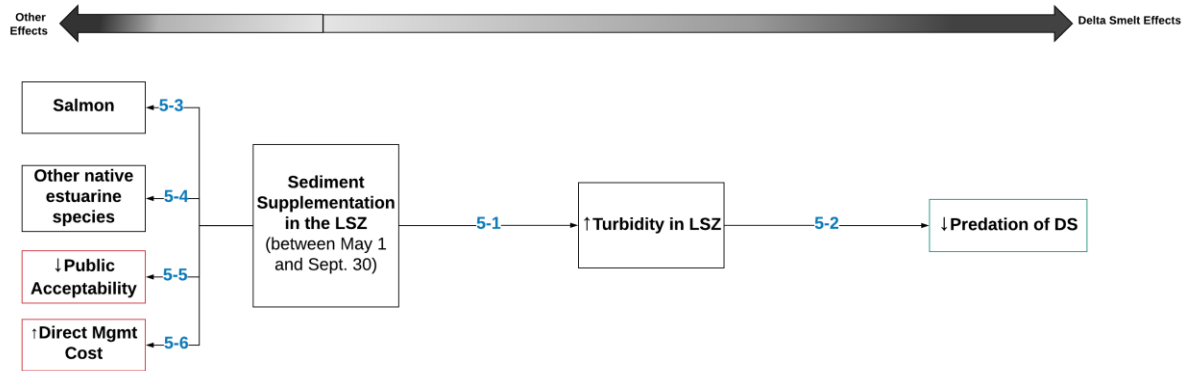 Other
Effects
Delta Smelt Effects
Salmon
5-3
Other native
estuarine
species
5-4
↓Public
Acceptability
5-5
↑Direct Mgmt
Cost
5-6
Sediment
Supplementation
in the LSZ
(between May 1
and Sept. 30)
5-1
↑Turbidity in LSZ
5-2
↓Predation of DS